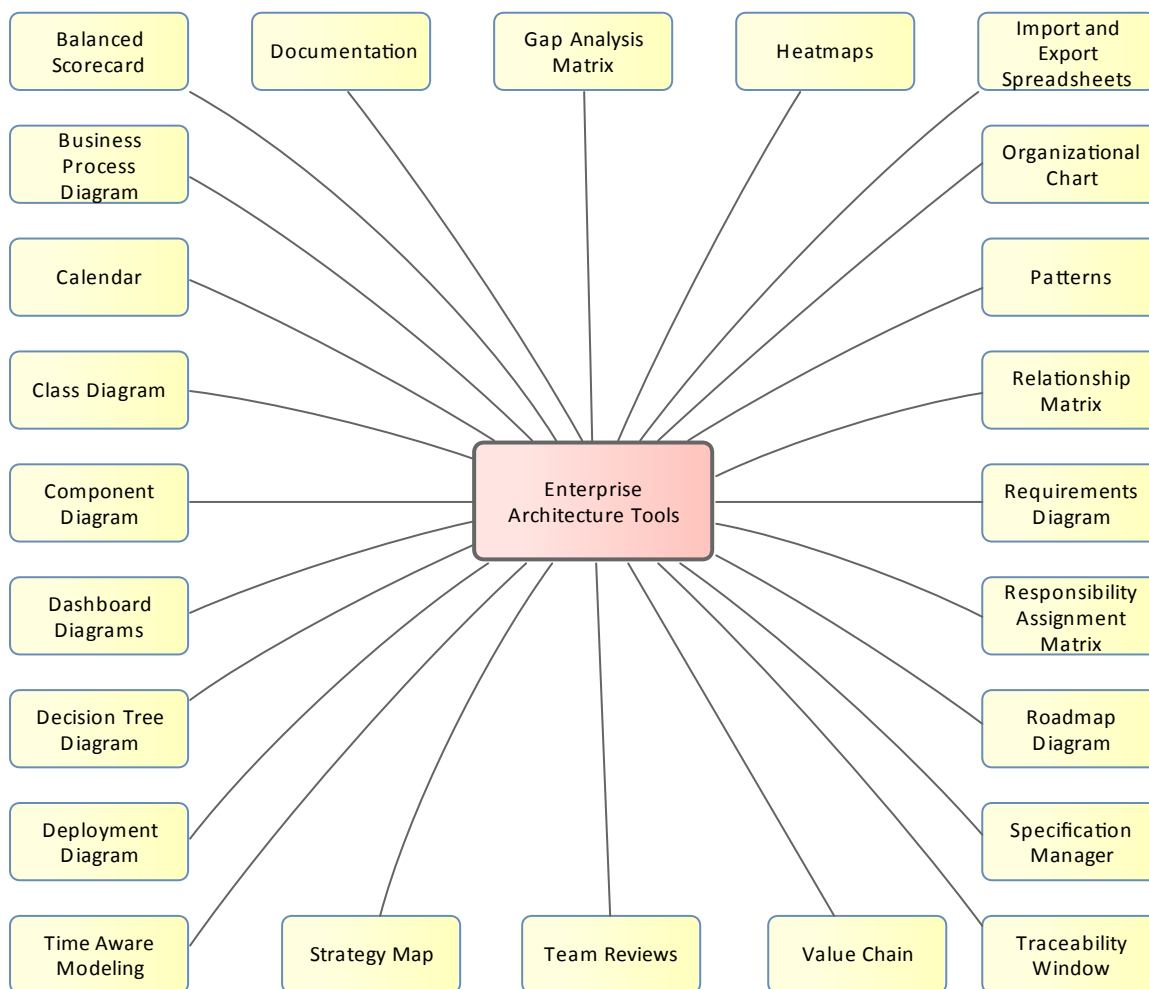 Balanced
Scorecard
Documentation
Gap Analysis
Matrix
Heatmaps
Import and
Export
Spreadsheets
Business
Process
Diagram
Organizational
Chart
Calendar
Patterns
Class Diagram
Relationship
Matrix
Component
Diagram
Enterprise
Architecture Tools
Requirements
Diagram
Dashboard
Diagrams
Responsibility
Assignment
Matrix
Decision Tree
Diagram
Roadmap
Diagram
Deployment
Diagram
Specification
Manager
Time Aware
Modeling
Strategy Map
Team Reviews
Value Chain
Traceability
Window